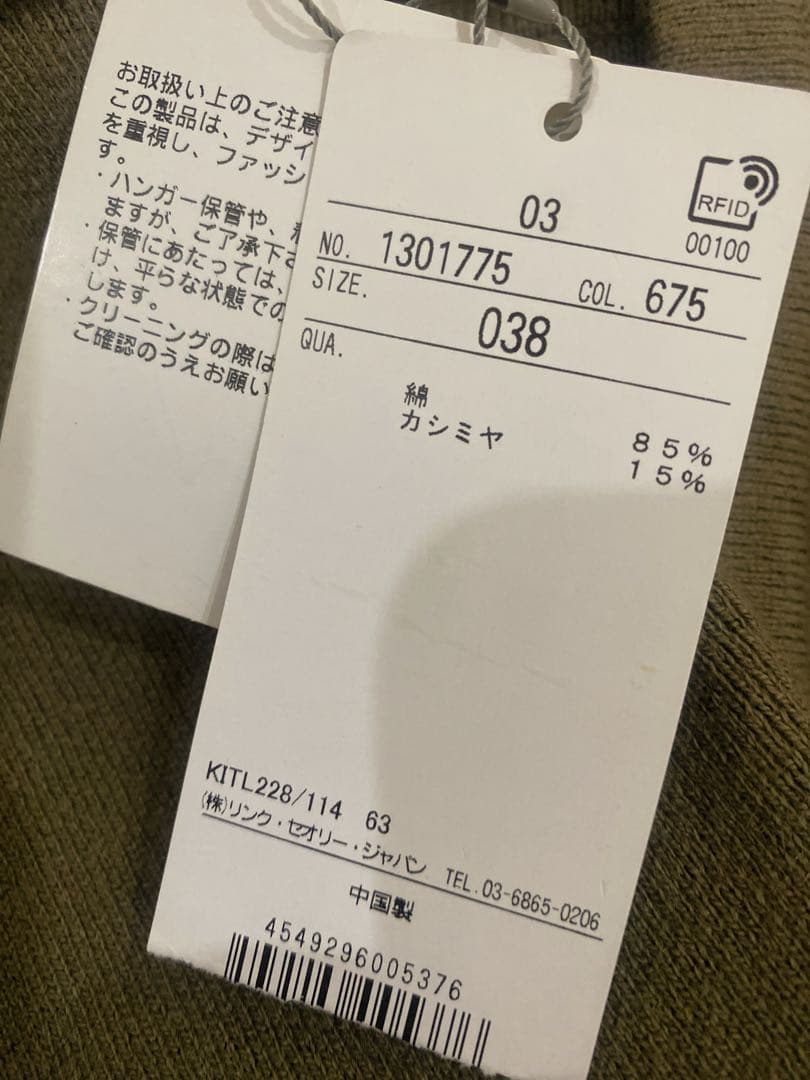 お取扱い上のご注意
この製品は、デザイ
を重視し、ファッシ
す。
・ハンガー保管や、
ますが、ご了承下さ
・保管にあたっては、
け、平らな状態での
します。
・クリーニングの際は
ご確認のうえお願い
RFID
00100
03
NO. 1301775 COL. 675
SIZE. 038
QUA.
綿 85%
カシミヤ 15%
KITL228/114 63
(株)リンク・セオリー・ジャパン TEL.03-6865-0206
中国製
4549296005376